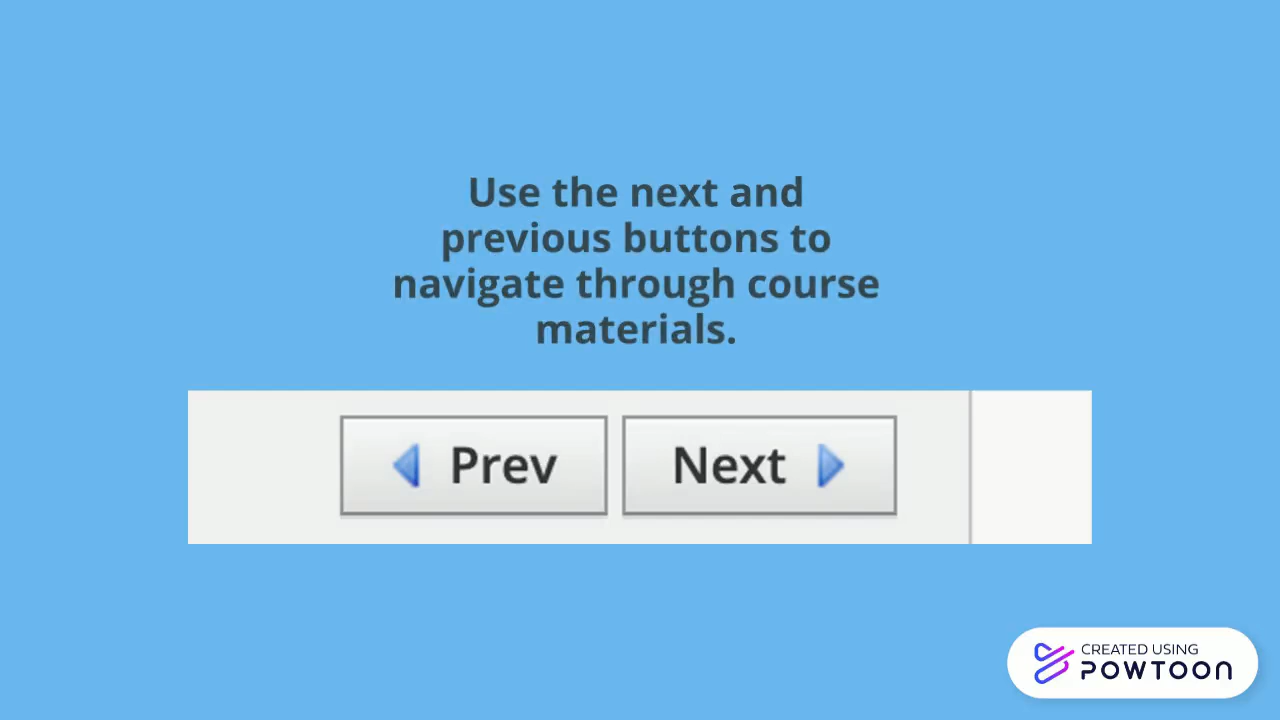 Use the next and
previous buttons to
navigate through course
materials.
Prev Next
CREATED USING
POWTOON